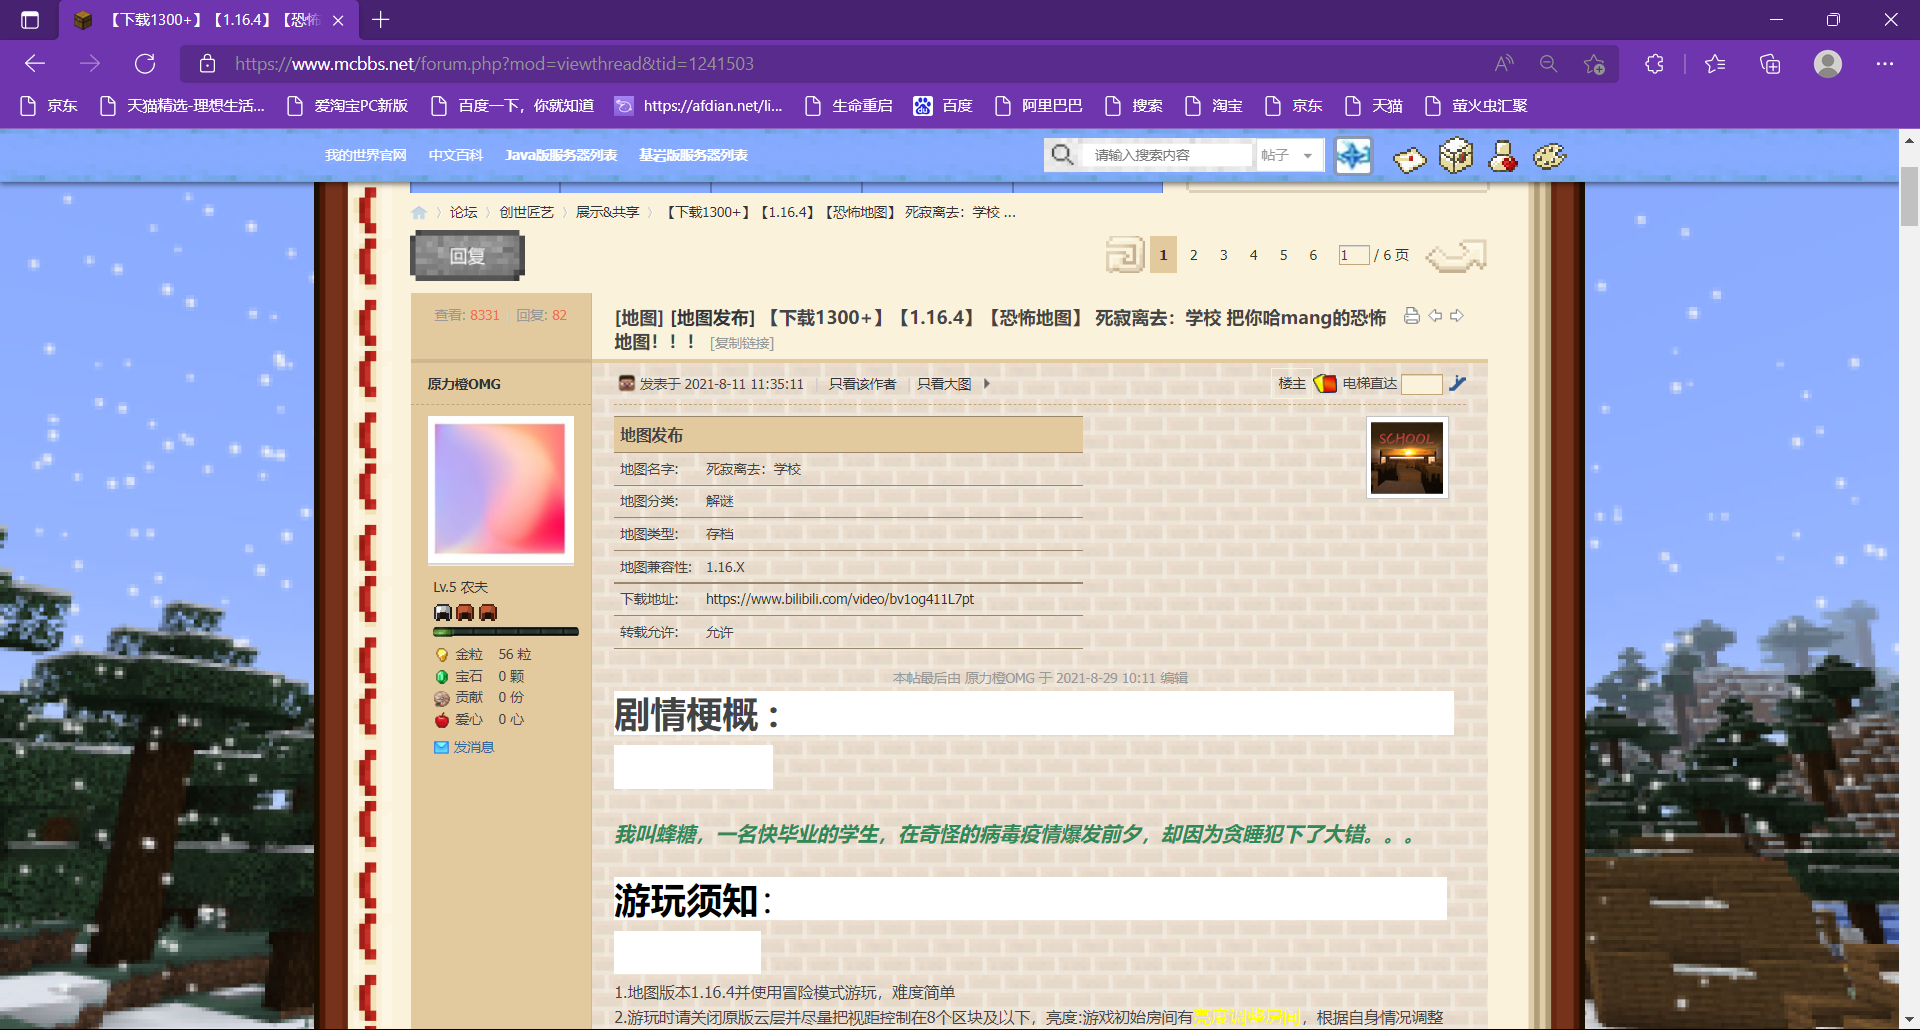 【下载1300+】【1.16.4】【恐怖
https://www.mcbbs.net/forum.php?mod=viewthread&tid=1241503
京东 天猫精选-理想生活... 爱淘宝PC新版 百度一下，你就知道 https://afdian.net/li... 生命重启 百度 阿里巴巴 搜索 淘宝 京东 天猫 萤火虫汇聚
我的世界官网 中文百科 Java版服务器列表 基岩版服务器列表 请输入搜索内容 帖子
论坛 创世匠艺 展示&共享 【下载1300+】【1.16.4】【恐怖地图】 死寂离去：学校 ...
回复 1 2 3 4 5 6 1 / 6 页
查看: 8331 回复: 82
[地图] [地图发布] 【下载1300+】【1.16.4】【恐怖地图】 死寂离去：学校 把你哈mang的恐怖
地图！！！ [复制链接]
原力橙OMG
发表于 2021-8-11 11:35:11 只看该作者 只看大图 楼主 电梯直达
SCHOOL
地图发布
地图名字: 死寂离去：学校
地图分类: 解谜
地图类型: 存档
地图兼容性: 1.16.X
下载地址: https://www.bilibili.com/video/bv1og411L7pt
转载允许: 允许
Lv.5 农夫
金粒 56 粒
宝石 0 颗
贡献 0 份
爱心 0 心
发消息
本帖最后由 原力橙OMG 于 2021-8-29 10:11 编辑
剧情梗概：
我叫蜂糖，一名快毕业的学生，在奇怪的病毒疫情爆发前夕，却因为贪睡犯下了大错。。。
游玩须知：
1.地图版本1.16.4并使用冒险模式游玩，难度简单
2.游玩时请关闭原版云层并尽量把视距控制在8个区块及以下，亮度:游戏初始房间有 ，根据自身情况调整